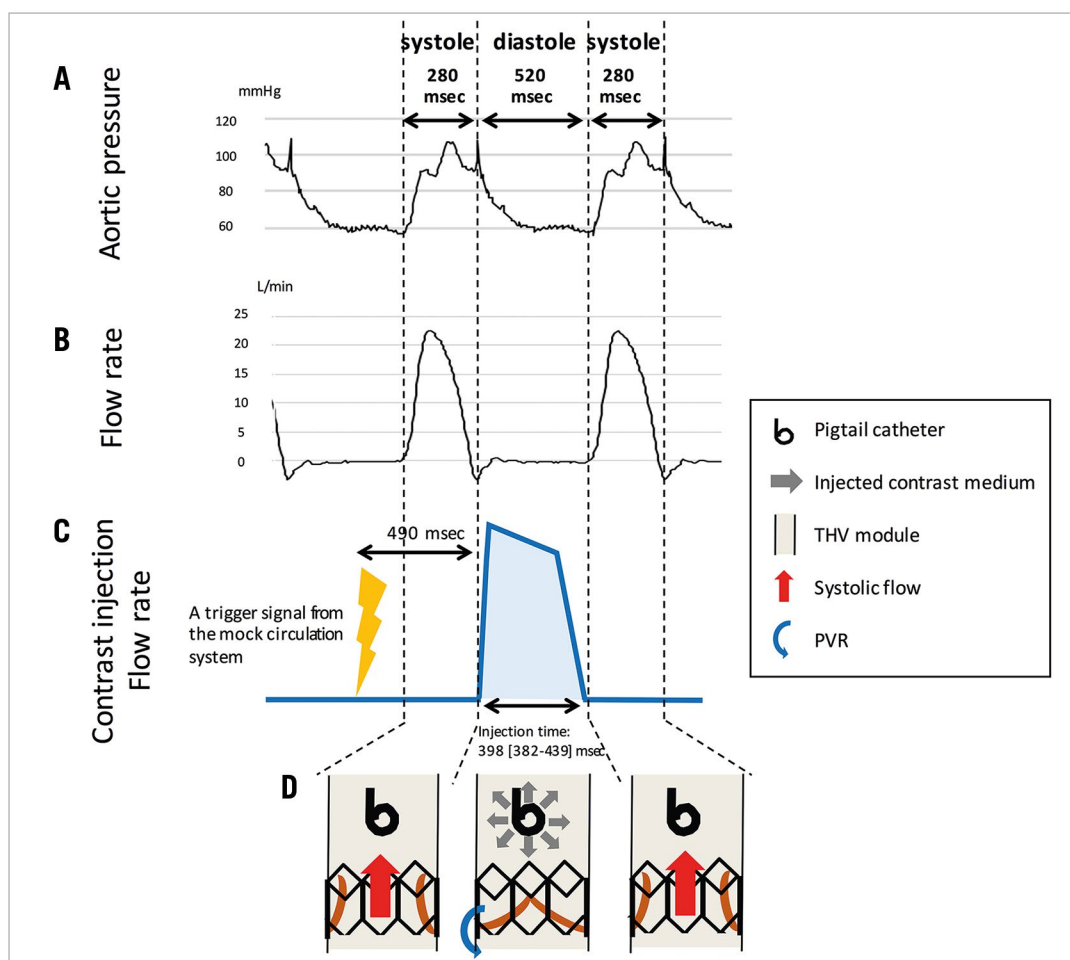 systole diastole systole
280 520 280
msec msec msec
A
Aortic pressure
mmHg
120
100
80
60
B
Flow rate
L/min
25
20
15
10
5
0
C
Contrast injection
Flow rate
490 msec
A trigger signal from
the mock circulation
system
Injection time:
398 [382-439] msec
Pigtail catheter
Injected contrast medium
THV module
Systolic flow
PVR
D